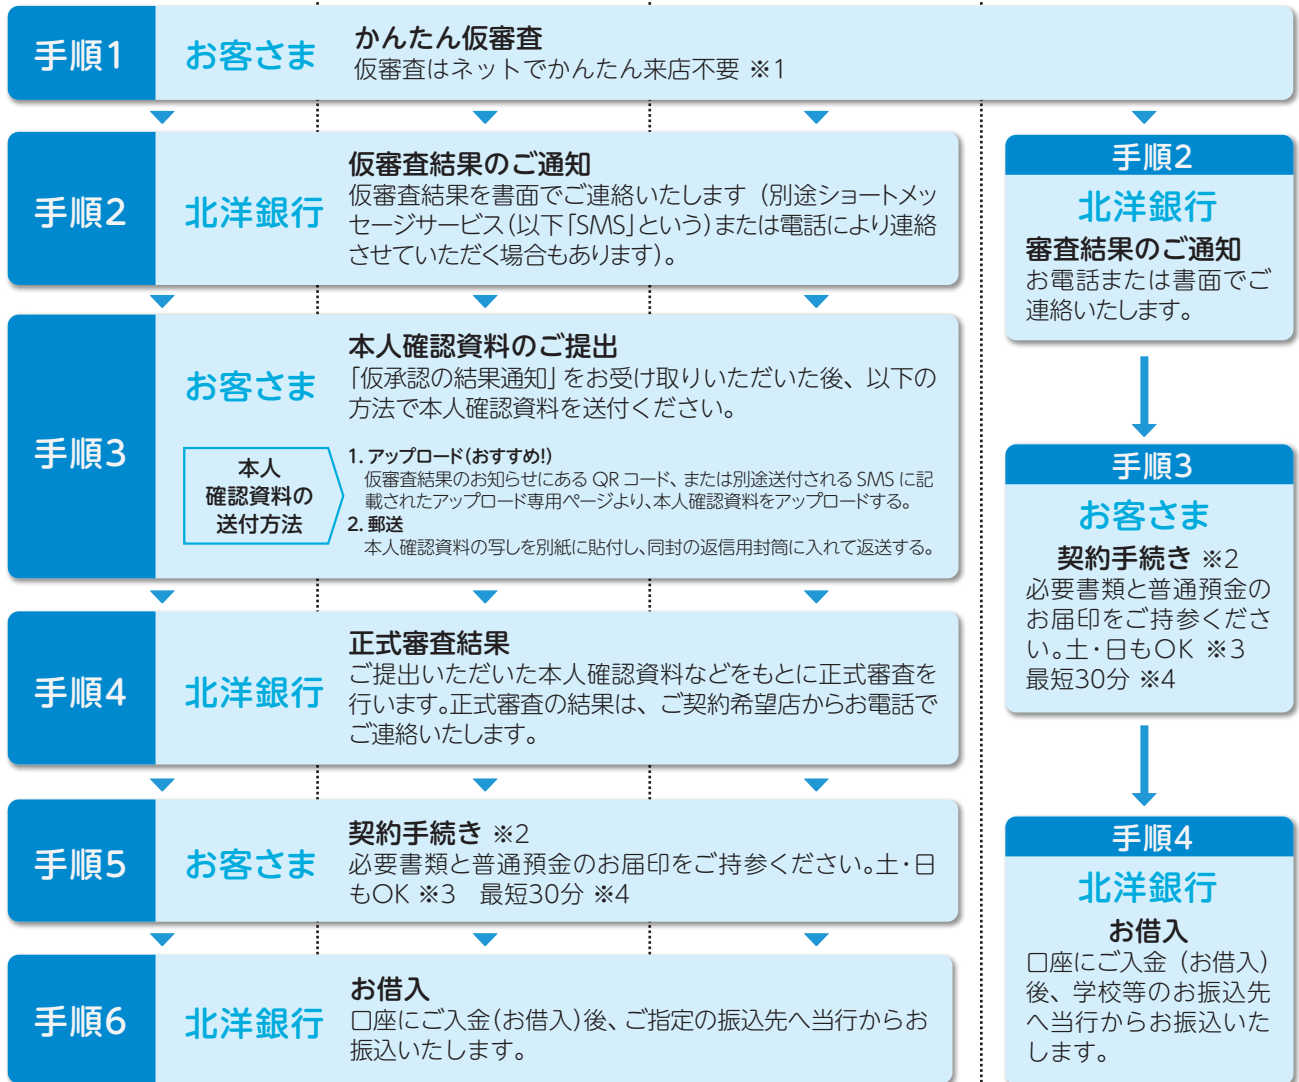 手順1
お客さま
かんたん仮審査
仮審査はネットでかんたん来店不要 ※1
手順2
北洋銀行
仮審査結果のご通知
仮審査結果を書面でご連絡いたします（別途ショートメッ
セージサービス（以下「SMS」という）または電話により連絡
させていただく場合もあります）。
手順3
お客さま
本人確認資料のご提出
「仮承認の結果通知」をお受け取りいただいた後、以下の
方法で本人確認資料を送付ください。
本人
確認資料の
送付方法
1. アップロード（おすすめ!）
仮審査結果のお知らせにある QR コード、または別途送付される SMS に記
載されたアップロード専用ページより、本人確認資料をアップロードする。
2. 郵送
本人確認資料の写しを別紙に貼付し、同封の返信用封筒に入れて返送する。
手順4
北洋銀行
正式審査結果
ご提出いただいた本人確認資料などをもとに正式審査を
行います。正式審査の結果は、ご契約希望店からお電話で
ご連絡いたします。
手順5
お客さま
契約手続き ※2
必要書類と普通預金のお届印をご持参ください。土・日
もOK ※3　最短30分 ※4
手順6
北洋銀行
お借入
口座にご入金（お借入）後、ご指定の振込先へ当行からお
振込いたします。
手順2
北洋銀行
審査結果のご通知
お電話または書面でご
連絡いたします。
手順3
お客さま
契約手続き ※2
必要書類と普通預金の
お届印をご持参くださ
い。土・日もOK ※3
最短30分 ※4
手順4
北洋銀行
お借入
口座にご入金（お借入）
後、学校等のお振込先
へ当行からお振込いた
します。